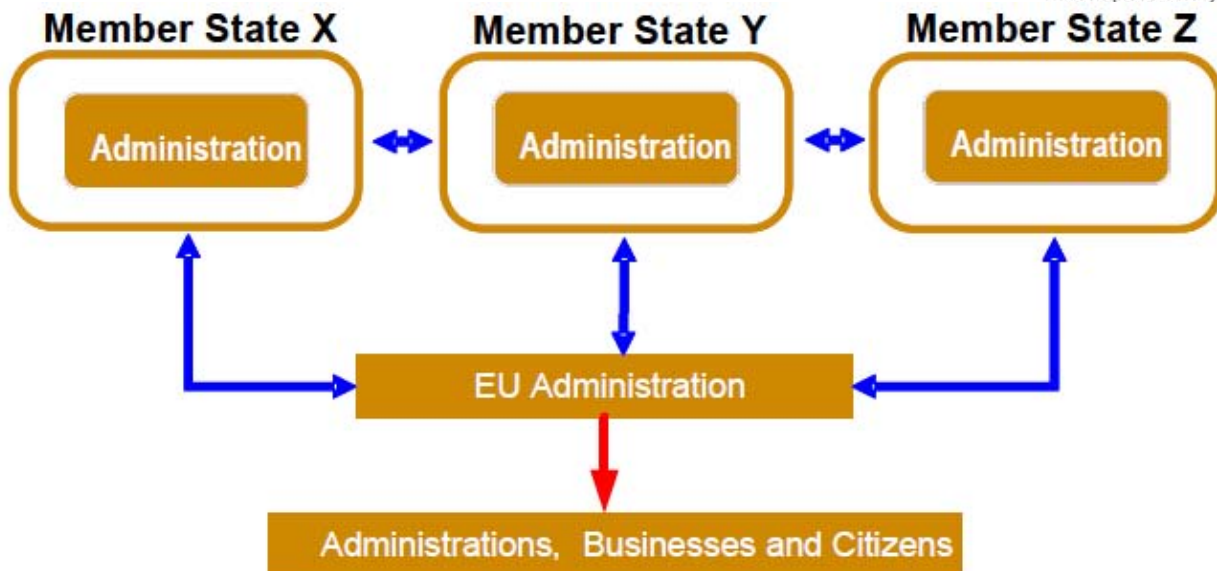 Member State X
Member State Y
Member State Z
Administration
Administration
Administration
EU Administration
Administrations, Businesses and Citizens